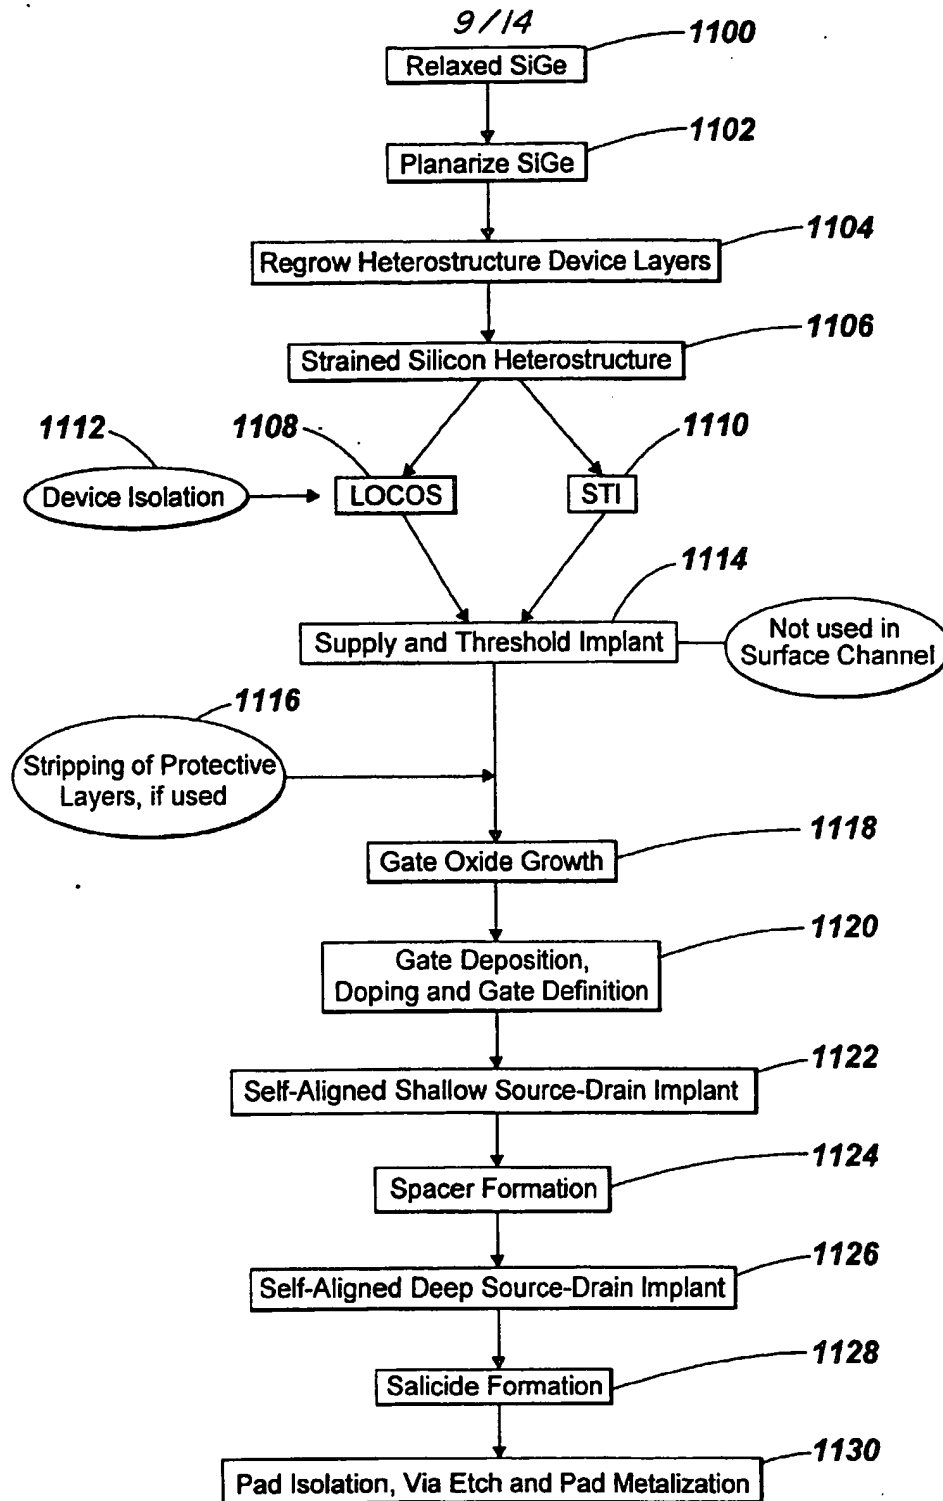 9/14
1100
Relaxed SiGe
1102
Planarize SiGe
1104
Regrow Heterostructure Device Layers
1106
Strained Silicon Heterostructure
1112
1108
1110
Device Isolation
LOCOS
STI
1114
Supply and Threshold Implant
Not used in
Surface Channel
1116
Stripping of Protective
Layers, if used
1118
Gate Oxide Growth
1120
Gate Deposition,
Doping and Gate Definition
1122
Self-Aligned Shallow Source-Drain Implant
1124
Spacer Formation
1126
Self-Aligned Deep Source-Drain Implant
1128
Salicide Formation
1130
Pad Isolation, Via Etch and Pad Metalization